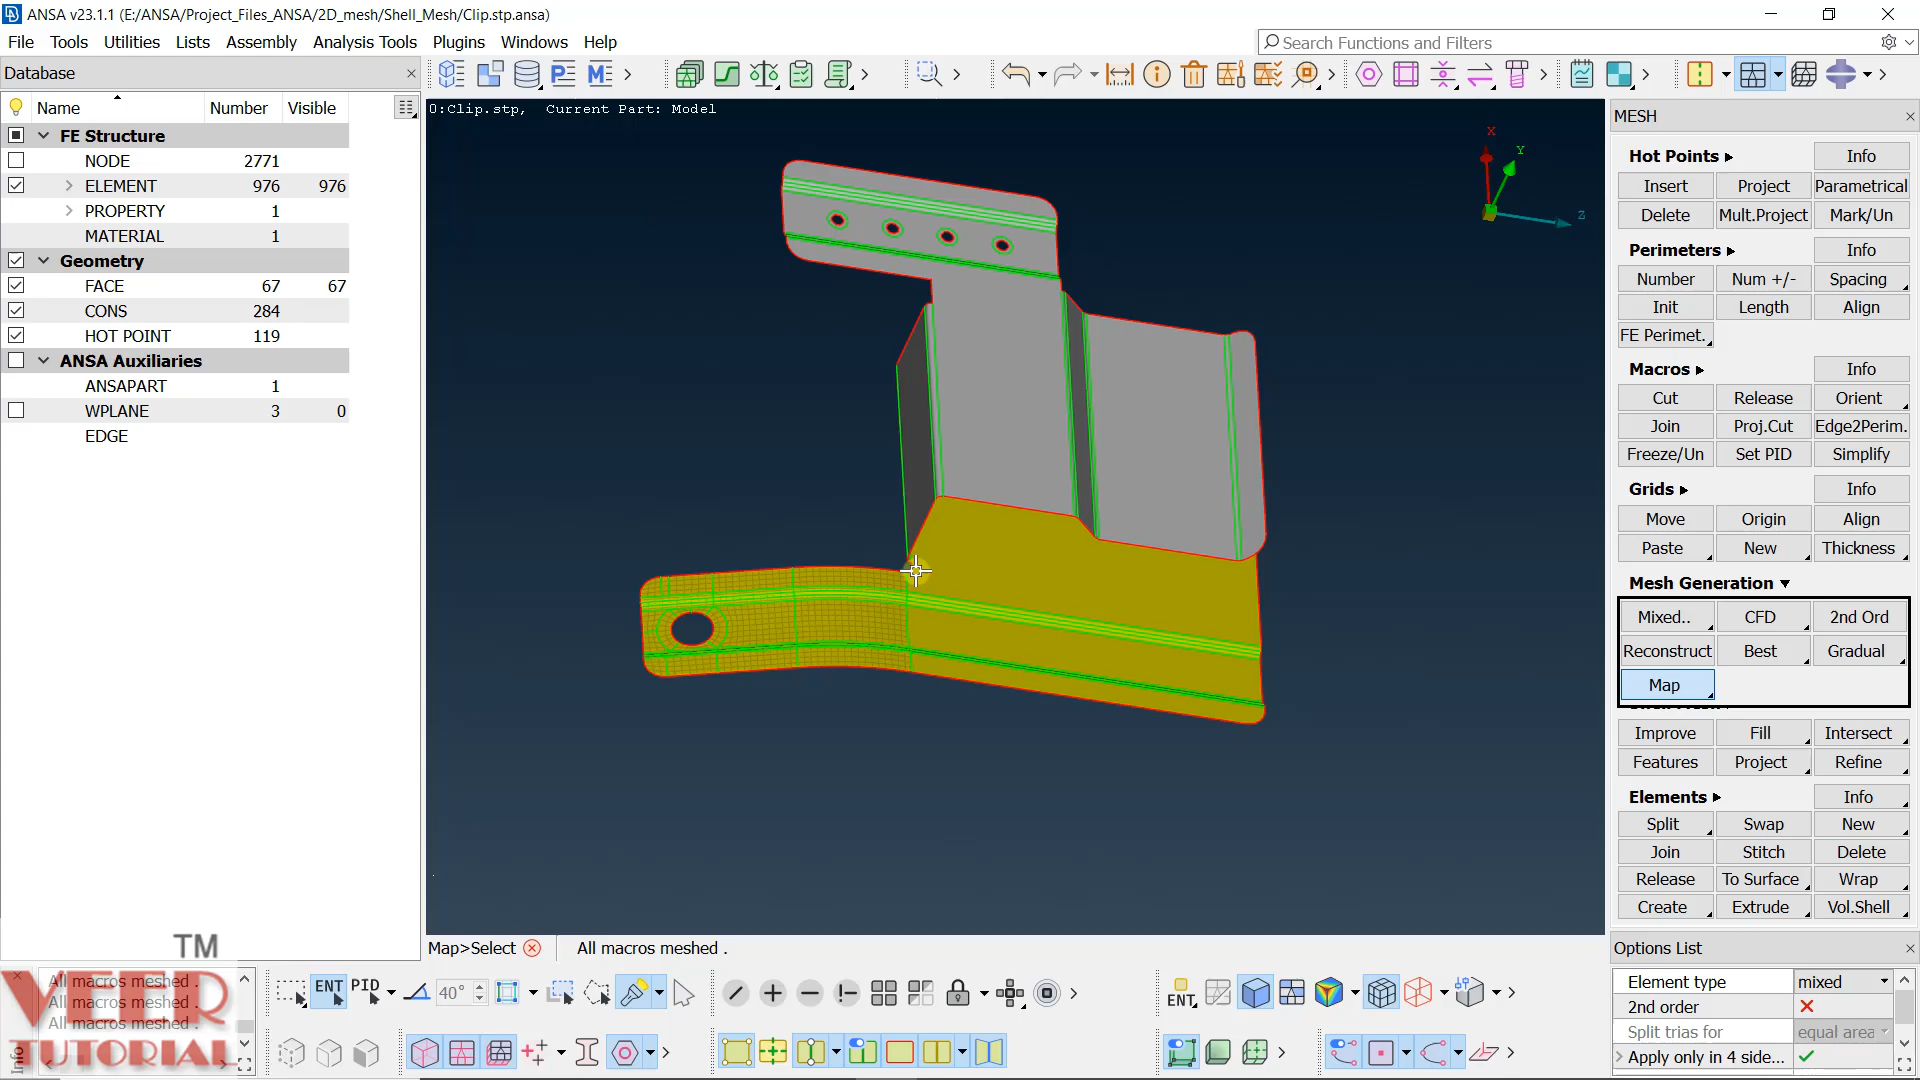 ANSA v23.1.1 (E:/ANSA/Project_Files_ANSA/2D_mesh/Shell_Mesh/Clip.stp.ansa)
File Tools Utilities Lists Assembly Analysis Tools Plugins Windows Help
Search Functions and Filters
Database
Name Number Visible
FE Structure
NODE 2771
ELEMENT 976 976
PROPERTY 1
MATERIAL 1
Geometry
FACE 67 67
CONS 284
HOT POINT 119
ANSA Auxiliaries
ANSAPART 1
WPLANE 3 0
EDGE
0:Clip.stp, Current Part: Model
X
Y
Z
MESH
Hot Points Info
Insert Project Parametrical
Delete Mult.Project Mark/Un
Perimeters Info
Number Num +/- Spacing
Init Length Align
FE Perimet.
Macros Info
Cut Release Orient
Join Proj.Cut Edge2Perim.
Freeze/Un Set PID Simplify
Grids Info
Move Origin Align
Paste New Thickness
Mesh Generation
Mixed.. CFD 2nd Ord
Reconstruct Best Gradual
Map
Improve Fill Intersect
Features Project Refine
Elements Info
Split Swap New
Join Stitch Delete
Release To Surface Wrap
Create Extrude Vol.Shell
Map>Select All macros meshed .
Options List
Element type mixed
2nd order
Split trias for equal area
Apply only in 4 side...
All macros meshed .
All macros meshed .
All macros meshed .
Info
ENT PID 40°
ENT
TM
VEER
TUTORIAL